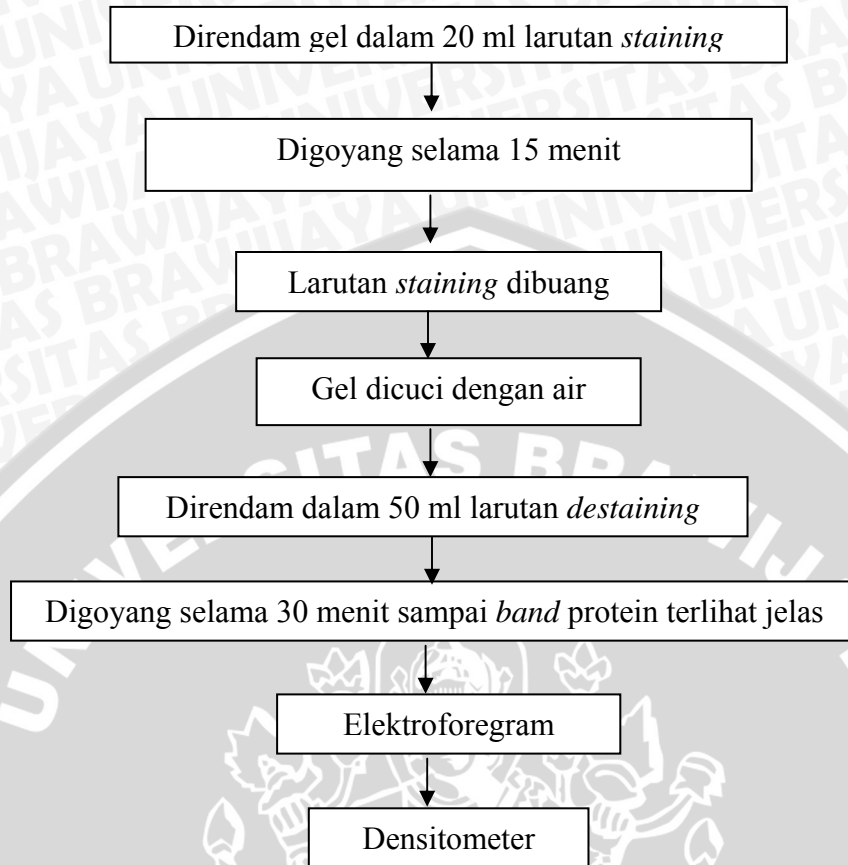 Direndam gel dalam 20 ml larutan staining
Digoyang selama 15 menit
Larutan staining dibuang
Gel dicuci dengan air
Direndam dalam 50 ml larutan destaining
Digoyang selama 30 menit sampai band protein terlihat jelas
Elektroforegram
Densitometer